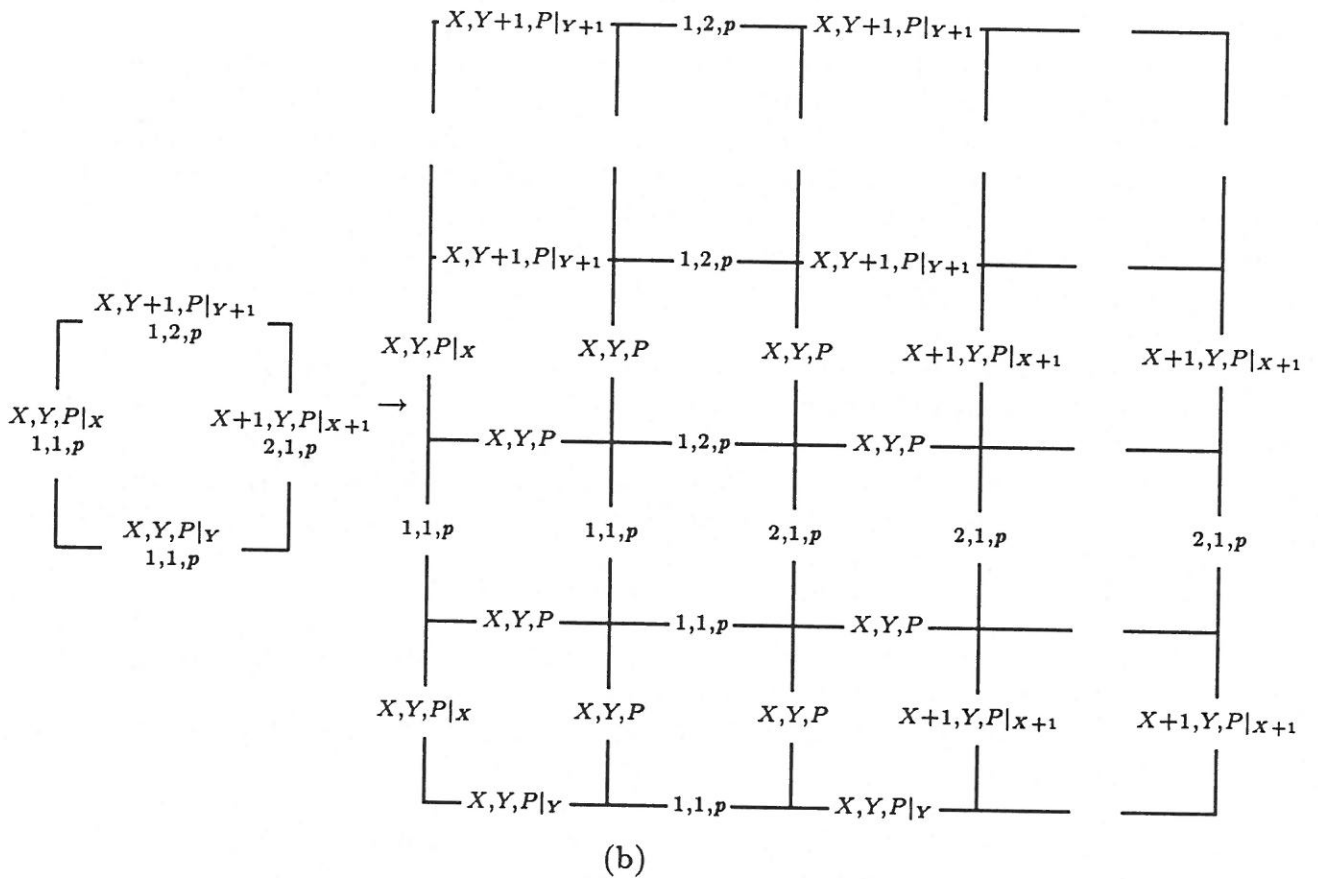 X,Y+1,P|Y+1 1,2,p X,Y+1,P|Y+1
X,Y+1,P|Y+1 1,2,p X,Y+1,P|Y+1
X,Y+1,P|Y+1
1,2,p
X,Y,P|X X,Y,P X,Y,P X+1,Y,P|X+1 X+1,Y,P|X+1
X,Y,P|X X+1,Y,P|X+1 →
1,1,p 2,1,p
X,Y,P 1,2,p X,Y,P
1,1,p 1,1,p 2,1,p 2,1,p 2,1,p
X,Y,P|Y
1,1,p
X,Y,P 1,1,p X,Y,P
X,Y,P|X X,Y,P X,Y,P X+1,Y,P|X+1 X+1,Y,P|X+1
X,Y,P|Y 1,1,p X,Y,P|Y
(b)